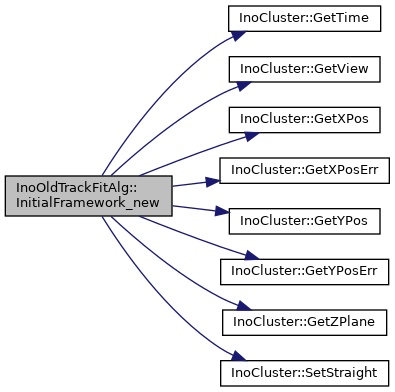 InoCluster::GetTime
InoCluster::GetView
InoCluster::GetXPos
InoCluster::GetXPosErr
InoOldTrackFitAlg::
InitialFramework_new
InoCluster::GetYPos
InoCluster::GetYPosErr
InoCluster::GetZPlane
InoCluster::SetStraight